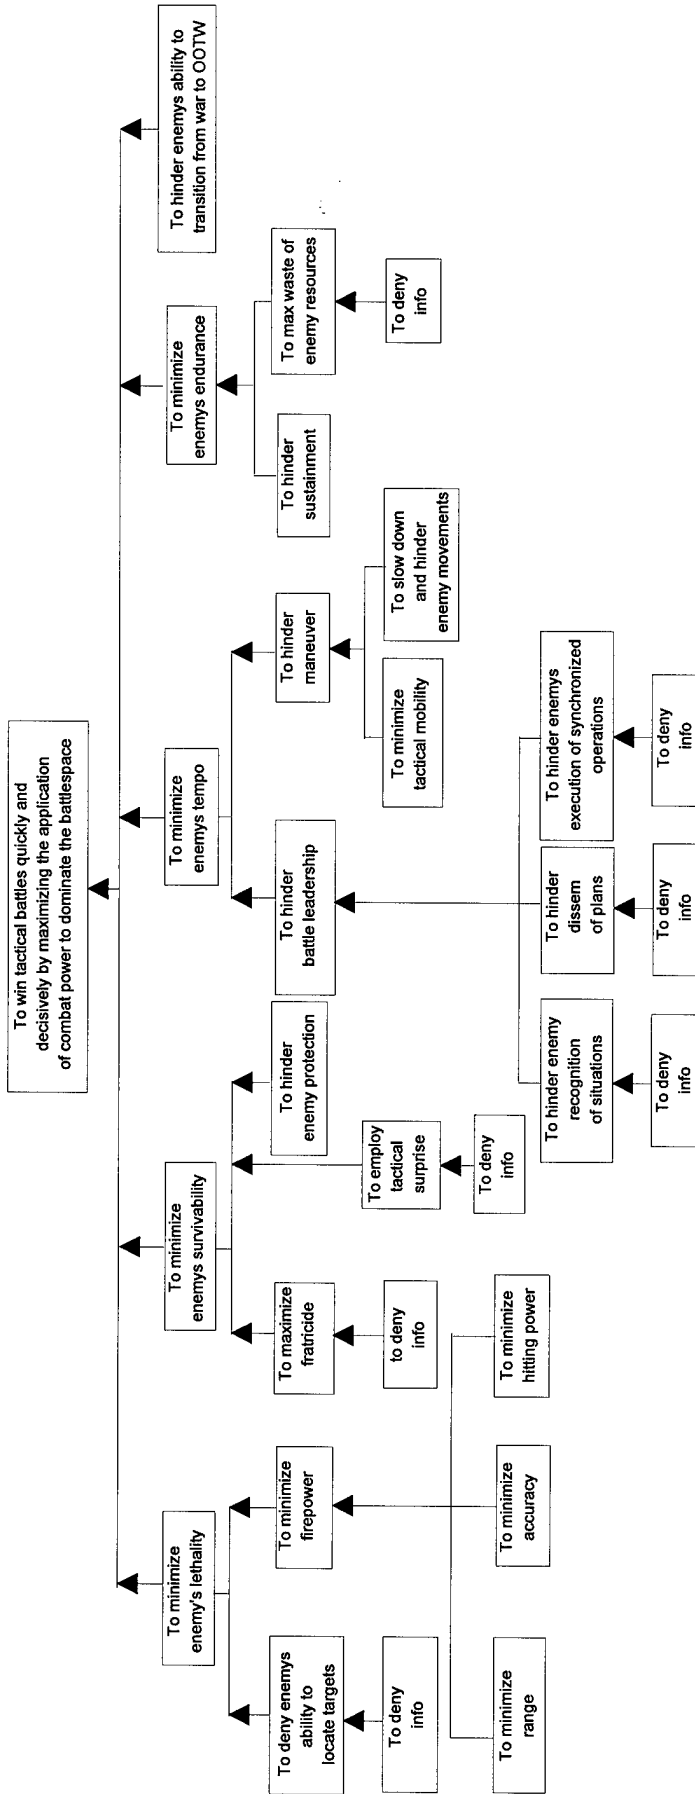 To win tactical battles quickly and
decisively by maximizing the application
of combat power to dominate the battlespace
To minimize
enemy's lethality
To minimize
enemys survivability
To minimize
enemys tempo
To minimize
enemys endurance
To hinder enemys ability to
transition from war to OOTW
To deny enemys
ability to
locate targets
To minimize
firepower
To maximize
fratricide
To hinder
enemy protection
To hinder
battle leadership
To hinder
maneuver
To hinder
sustainment
To max waste of
enemy resources
To deny
info
to deny
info
To employ
tactical
surprise
To minimize
tactical mobility
To slow down
and hinder
enemy movements
To deny
info
To minimize
range
To minimize
accuracy
To minimize
hitting power
To deny
info
To hinder enemy
recognition
of situations
To hinder
dissem
of plans
To hinder enemys
execution of synchronized
operations
To deny
info
To deny
info
To deny
info